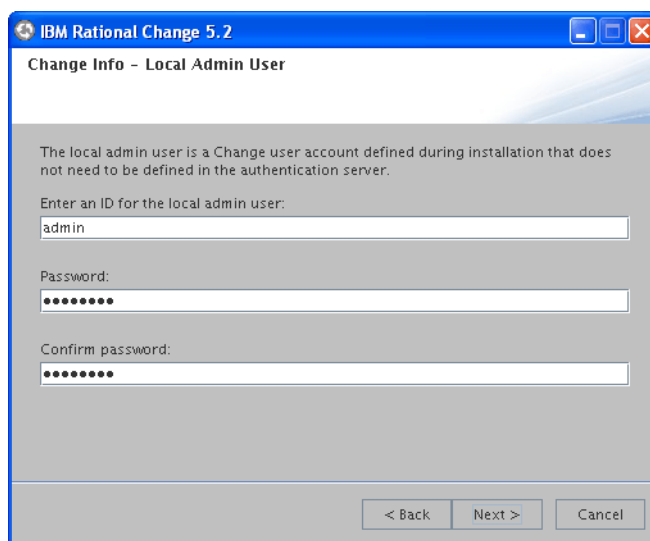 IBM Rational Change 5.2
Change Info - Local Admin User
The local admin user is a Change user account defined during installation that does
not need to be defined in the authentication server.
Enter an ID for the local admin user:
admin
Password:
●●●●●●●●
Confirm password:
●●●●●●●●
< Back Next > Cancel